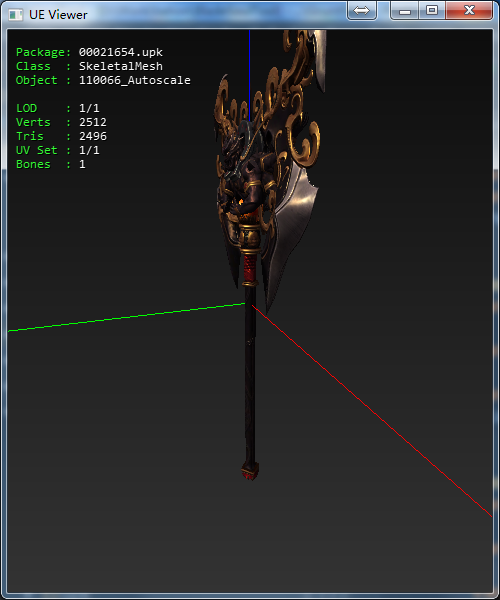 UE Viewer
Package: 00021654.upk
Class : SkeletalMesh
Object : 110066_Autoscale
LOD : 1/1
Verts : 2512
Tris : 2496
UV Set : 1/1
Bones : 1